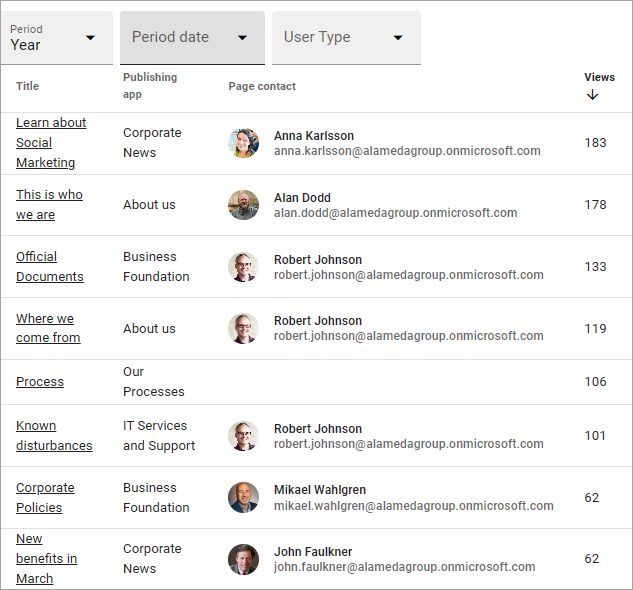 Period
Year
Period date
User Type
Title
Publishing
app
Page contact
Views
Learn about
Social
Marketing
Corporate
News
Anna Karlsson
anna.karlsson@alamedagroup.onmicrosoft.com
183
This is who
we are
About us
Alan Dodd
alan.dodd@alamedagroup.onmicrosoft.com
178
Official
Documents
Business
Foundation
Robert Johnson
robert.johnson@alamedagroup.onmicrosoft.com
133
Where we
come from
About us
Robert Johnson
robert.johnson@alamedagroup.onmicrosoft.com
119
Process
Our
Processes
106
Known
disturbances
IT Services
and Support
Robert Johnson
robert.johnson@alamedagroup.onmicrosoft.com
101
Corporate
Policies
Business
Foundation
Mikael Wahlgren
mikael.wahlgren@alamedagroup.onmicrosoft.com
62
New
benefits in
March
Corporate
News
John Faulkner
john.faulkner@alamedagroup.onmicrosoft.com
62